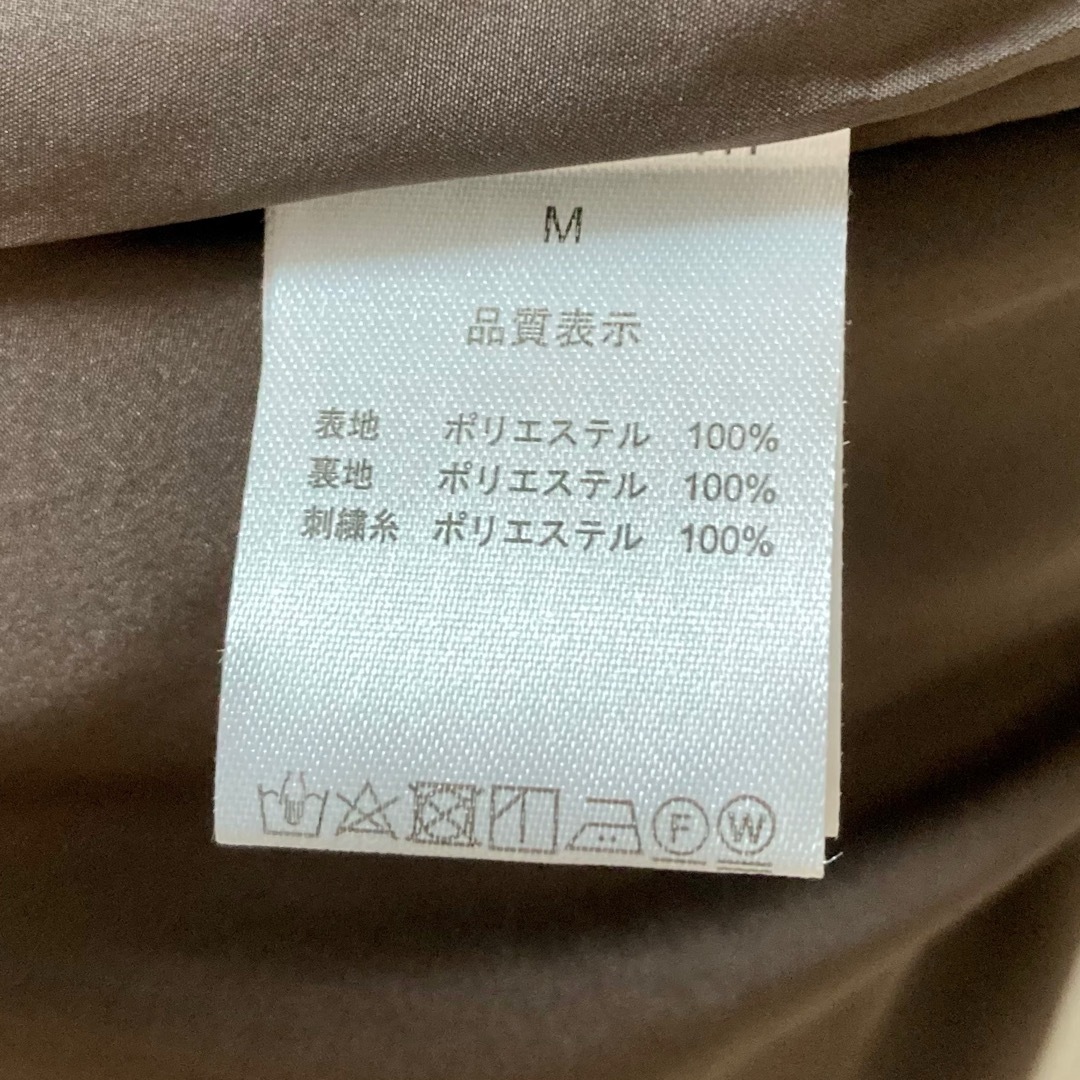 M
品質表示
表地 ポリエステル 100%
裏地 ポリエステル 100%
刺繍糸 ポリエステル 100%
F W